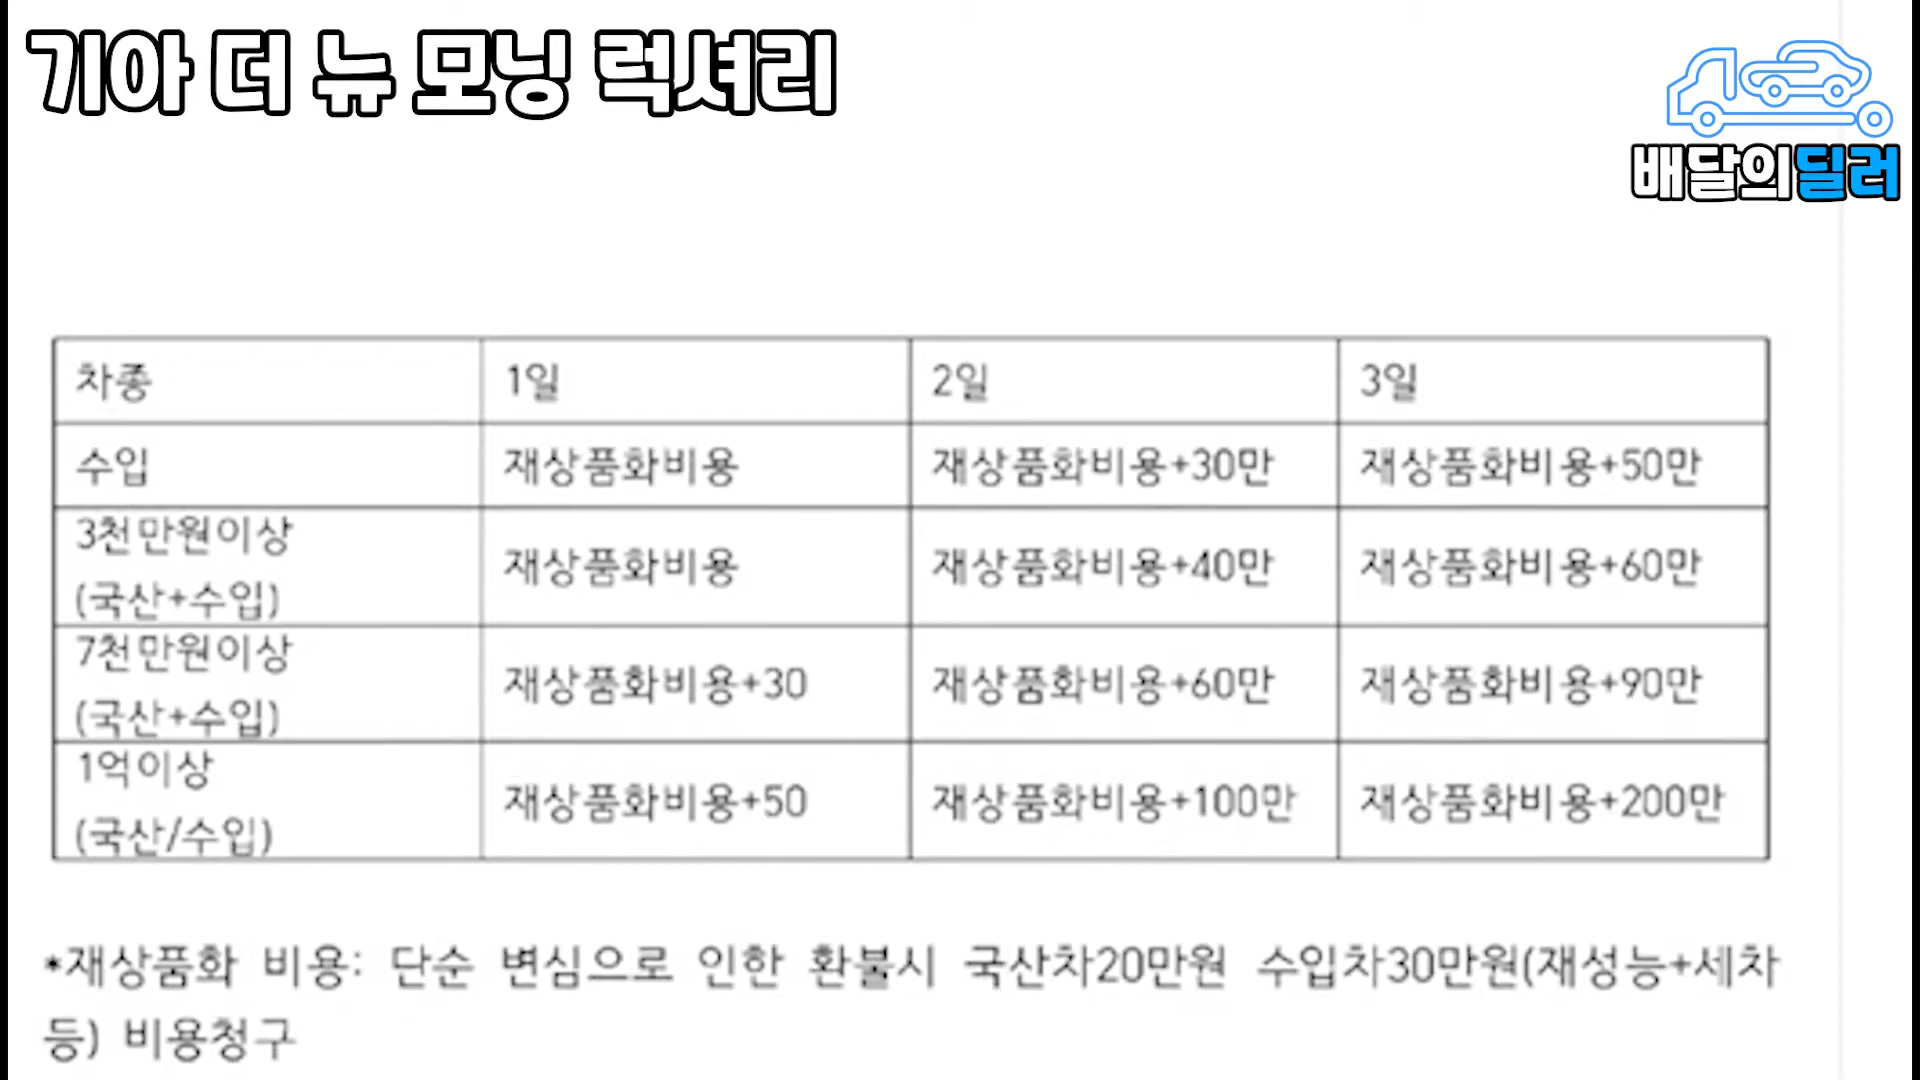 기아 더 뉴 모닝 럭셔리
배달의딜러
차종 1일 2일 3일
수입 재상품화비용 재상품화비용+30만 재상품화비용+50만
3천만원이상
(국산+수입) 재상품화비용 재상품화비용+40만 재상품화비용+60만
7천만원이상
(국산+수입) 재상품화비용+30 재상품화비용+60만 재상품화비용+90만
1억이상
(국산/수입) 재상품화비용+50 재상품화비용+100만 재상품화비용+200만
*재상품화 비용: 단순 변심으로 인한 환불시 국산차20만원 수입차30만원(재성능+세차
등) 비용청구